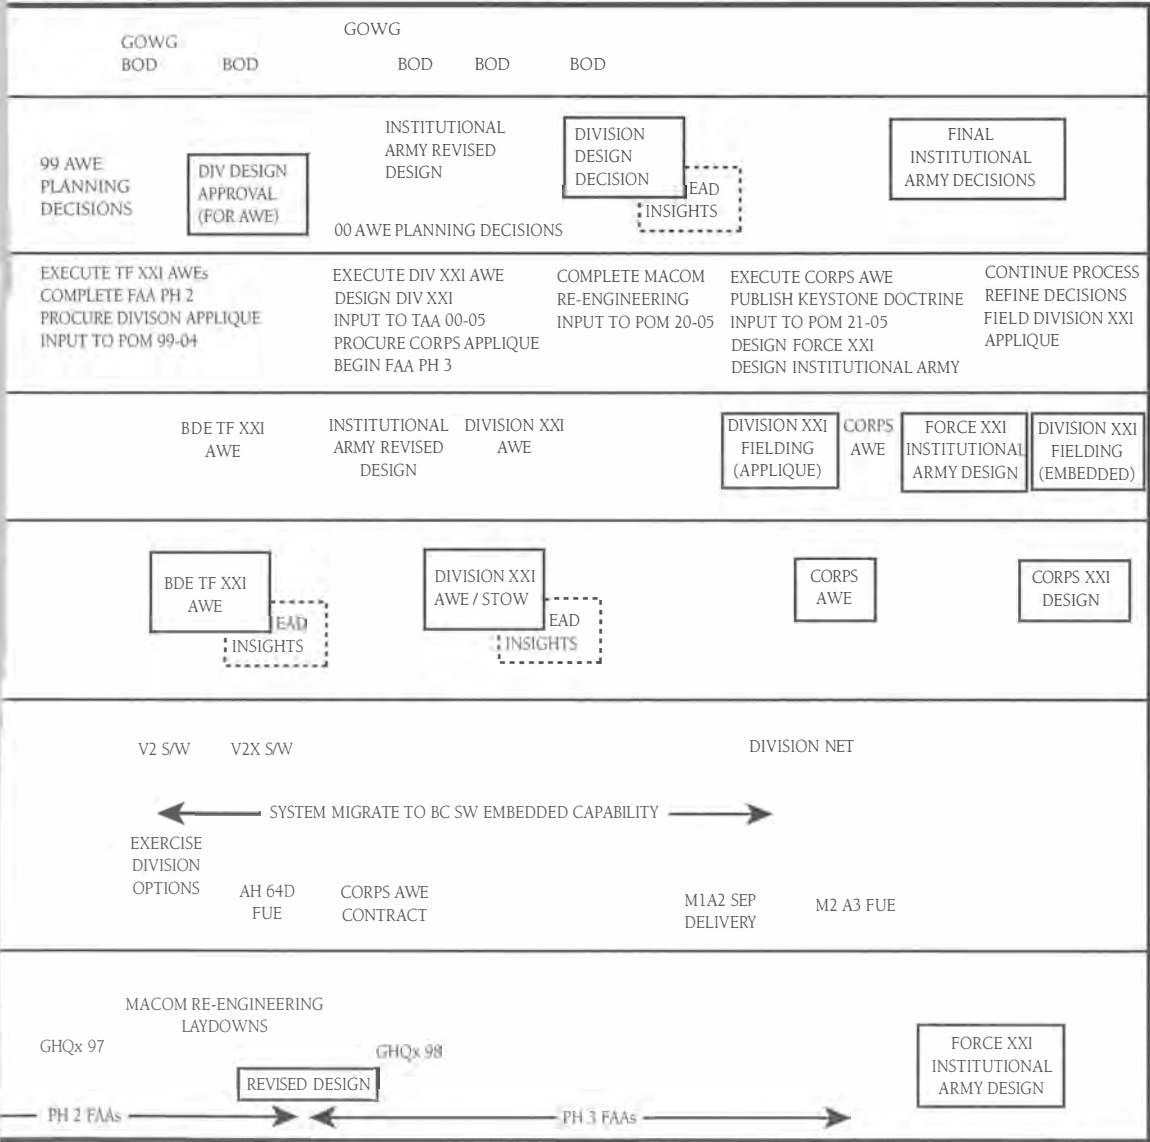 GOWG
BOD
BOD
GOWG
BOD
BOD
BOD
99 AWE
PLANNING
DECISIONS
DIV DESIGN
APPROVAL
(FOR AWE)
INSTITUTIONAL
ARMY REVISED
DESIGN
00 AWE PLANNING DECISIONS
DIVISION
DESIGN
DECISION
EAD
INSIGHTS
FINAL
INSTITUTIONAL
ARMY DECISIONS
EXECUTE TF XXI AWEs
COMPLETE FAA PH 2
PROCURE DIVISON APPLIQUE
INPUT TO POM 99-04
EXECUTE DIV XXI AWE
DESIGN DIV XXI
INPUT TO TAA 00-05
PROCURE CORPS APPLIQUE
BEGIN FAA PH 3
COMPLETE MACOM
RE-ENGINEERING
INPUT TO POM 20-05
EXECUTE CORPS AWE
PUBLISH KEYSTONE DOCTRINE
INPUT TO POM 21-05
DESIGN FORCE XXI
DESIGN INSTITUTIONAL ARMY
CONTINUE PROCESS
REFINE DECISIONS
FIELD DIVISION XXI
APPLIQUE
BDE TF XXI
AWE
INSTITUTIONAL
ARMY REVISED
DESIGN
DIVISION XXI
AWE
DIVISION XXI
FIELDING
(APPLIQUE)
CORPS
AWE
FORCE XXI
INSTITUTIONAL
ARMY DESIGN
DIVISION XXI
FIELDING
(EMBEDDED)
BDE TF XXI
AWE
EAD
INSIGHTS
DIVISION XXI
AWE / STOW
EAD
INSIGHTS
CORPS
AWE
CORPS XXI
DESIGN
V2 S/W
V2X S/W
DIVISION NET
SYSTEM MIGRATE TO BC SW EMBEDDED CAPABILITY
EXERCISE
DIVISION
OPTIONS
AH 64D
FUE
CORPS AWE
CONTRACT
M1A2 SEP
DELIVERY
M2 A3 FUE
MACOM RE-ENGINEERING
LAYDOWNS
GHQx 97
GHQx 98
REVISED DESIGN
FORCE XXI
INSTITUTIONAL
ARMY DESIGN
PH 2 FAAs
PH 3 FAAs